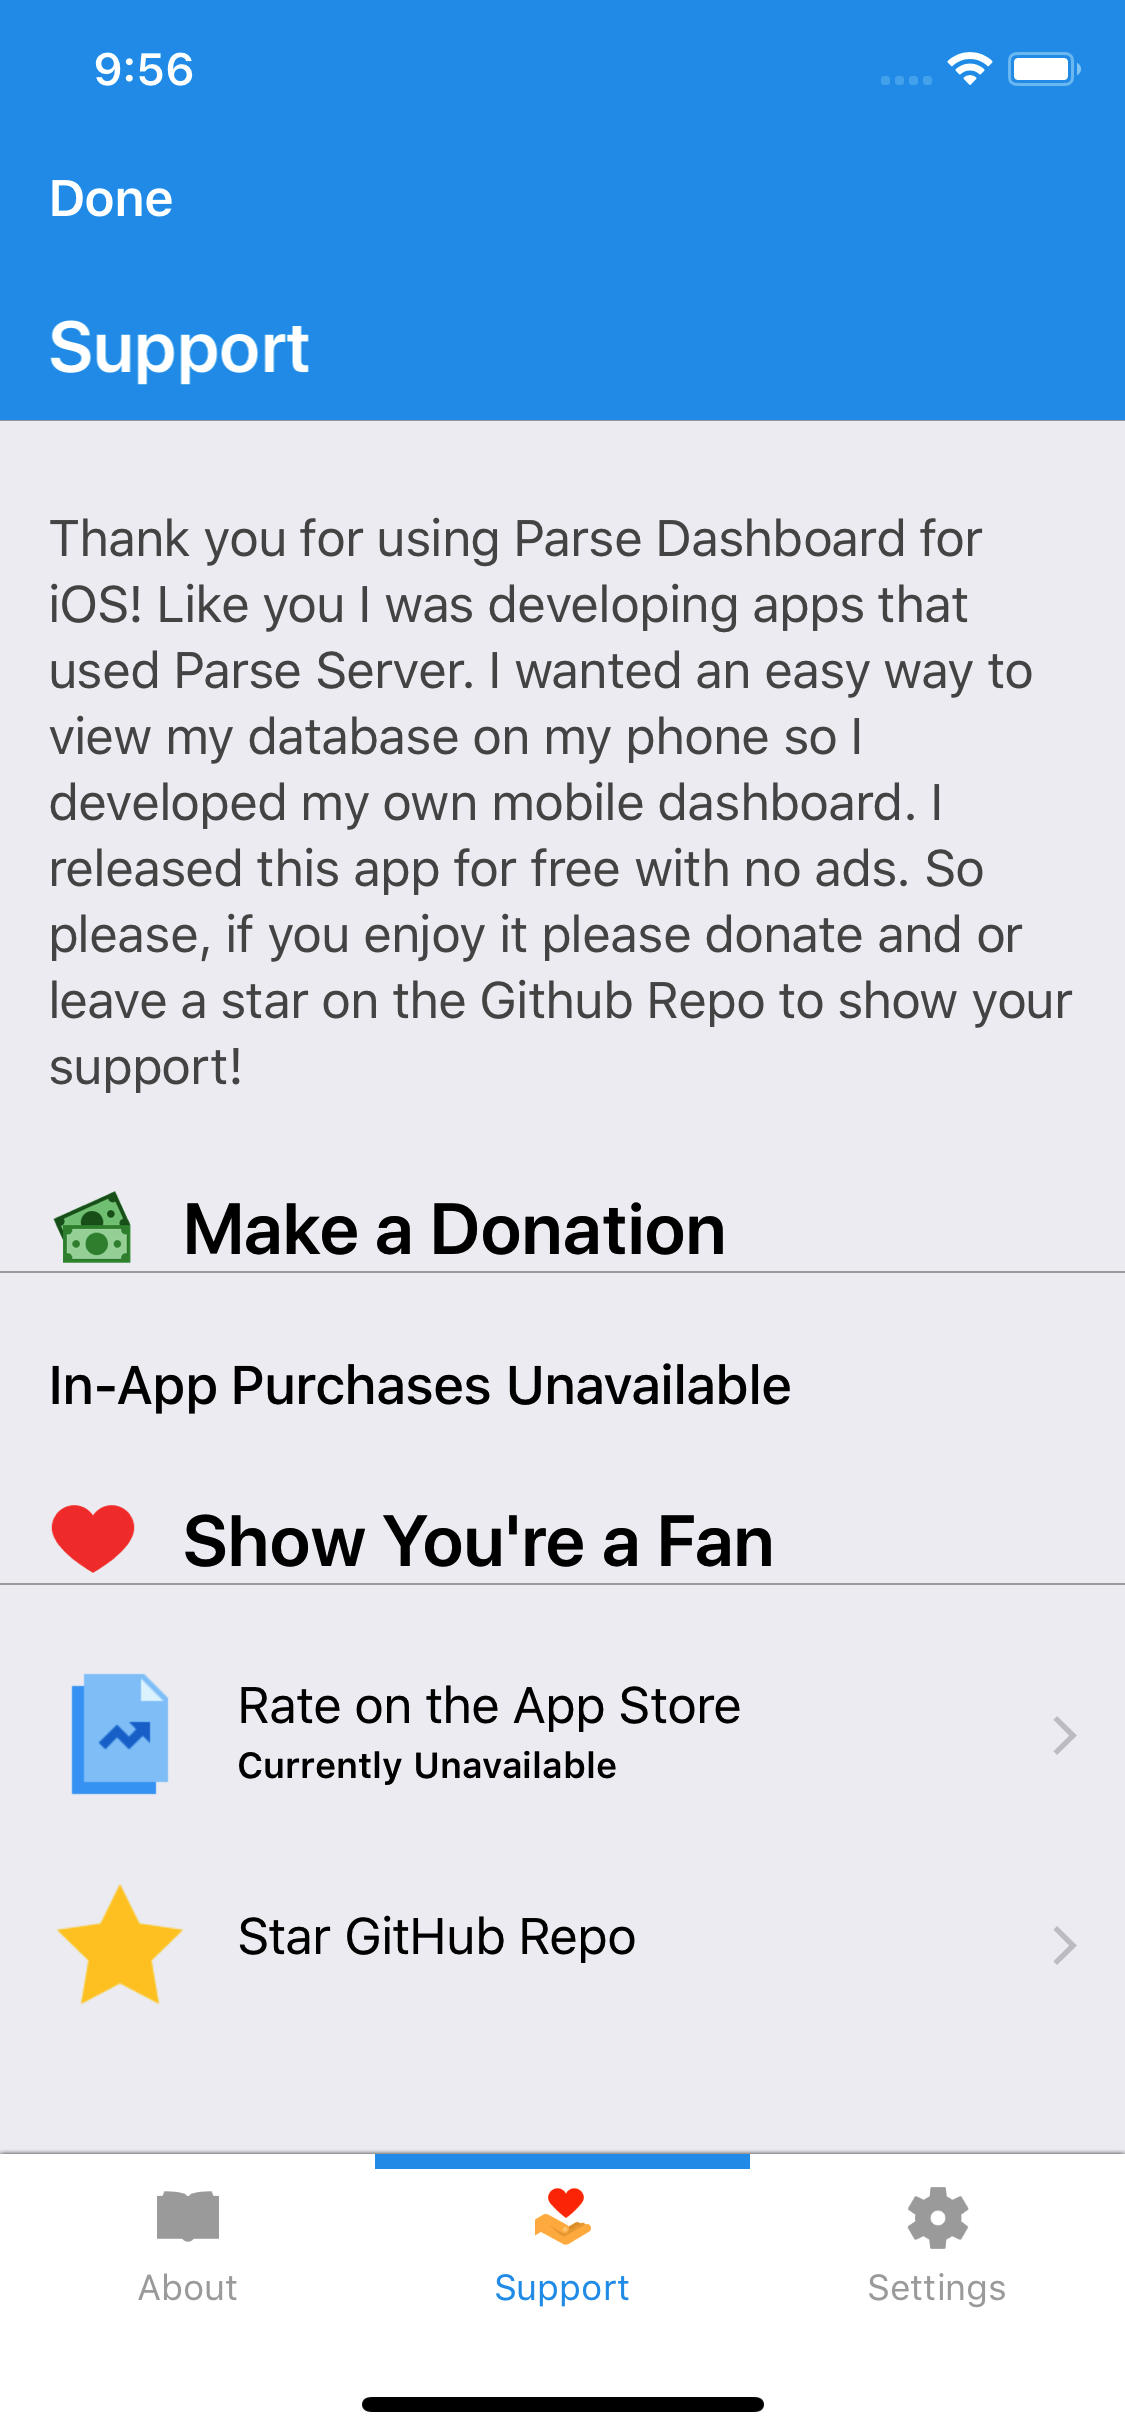 9:56
Done
Support
Thank you for using Parse Dashboard for
iOS! Like you I was developing apps that
used Parse Server. I wanted an easy way to
view my database on my phone so I
developed my own mobile dashboard. I
released this app for free with no ads. So
please, if you enjoy it please donate and or
leave a star on the Github Repo to show your
support!
Make a Donation
In-App Purchases Unavailable
Show You're a Fan
Rate on the App Store
Currently Unavailable
Star GitHub Repo
About
Support
Settings